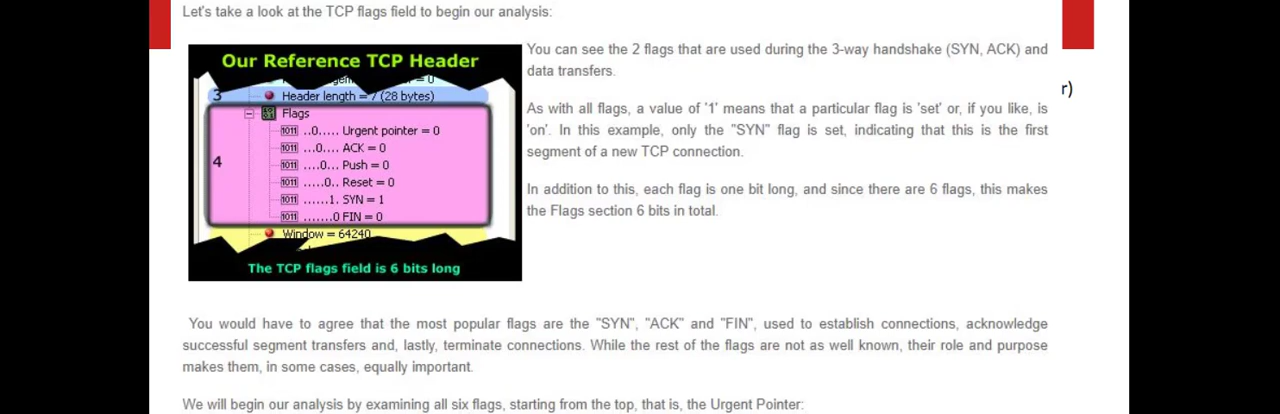 Let's take a look at the TCP flags field to begin our analysis:
Our Reference TCP Header
= 0
3
Header length = 7 (28 bytes)
Flags
..0..... Urgent pointer = 0
...0.... ACK = 0
4
....0... Push = 0
.....0.. Reset = 0
......1. SYN = 1
.......0 FIN = 0
Window = 64240
The TCP flags field is 6 bits long
You can see the 2 flags that are used during the 3-way handshake (SYN, ACK) and
data transfers.
r)
As with all flags, a value of '1' means that a particular flag is 'set' or, if you like, is
'on'. In this example, only the "SYN" flag is set, indicating that this is the first
segment of a new TCP connection.
In addition to this, each flag is one bit long, and since there are 6 flags, this makes
the Flags section 6 bits in total.
You would have to agree that the most popular flags are the "SYN", "ACK" and "FIN", used to establish connections, acknowledge
successful segment transfers and, lastly, terminate connections. While the rest of the flags are not as well known, their role and purpose
makes them, in some cases, equally important.
We will begin our analysis by examining all six flags, starting from the top, that is, the Urgent Pointer: